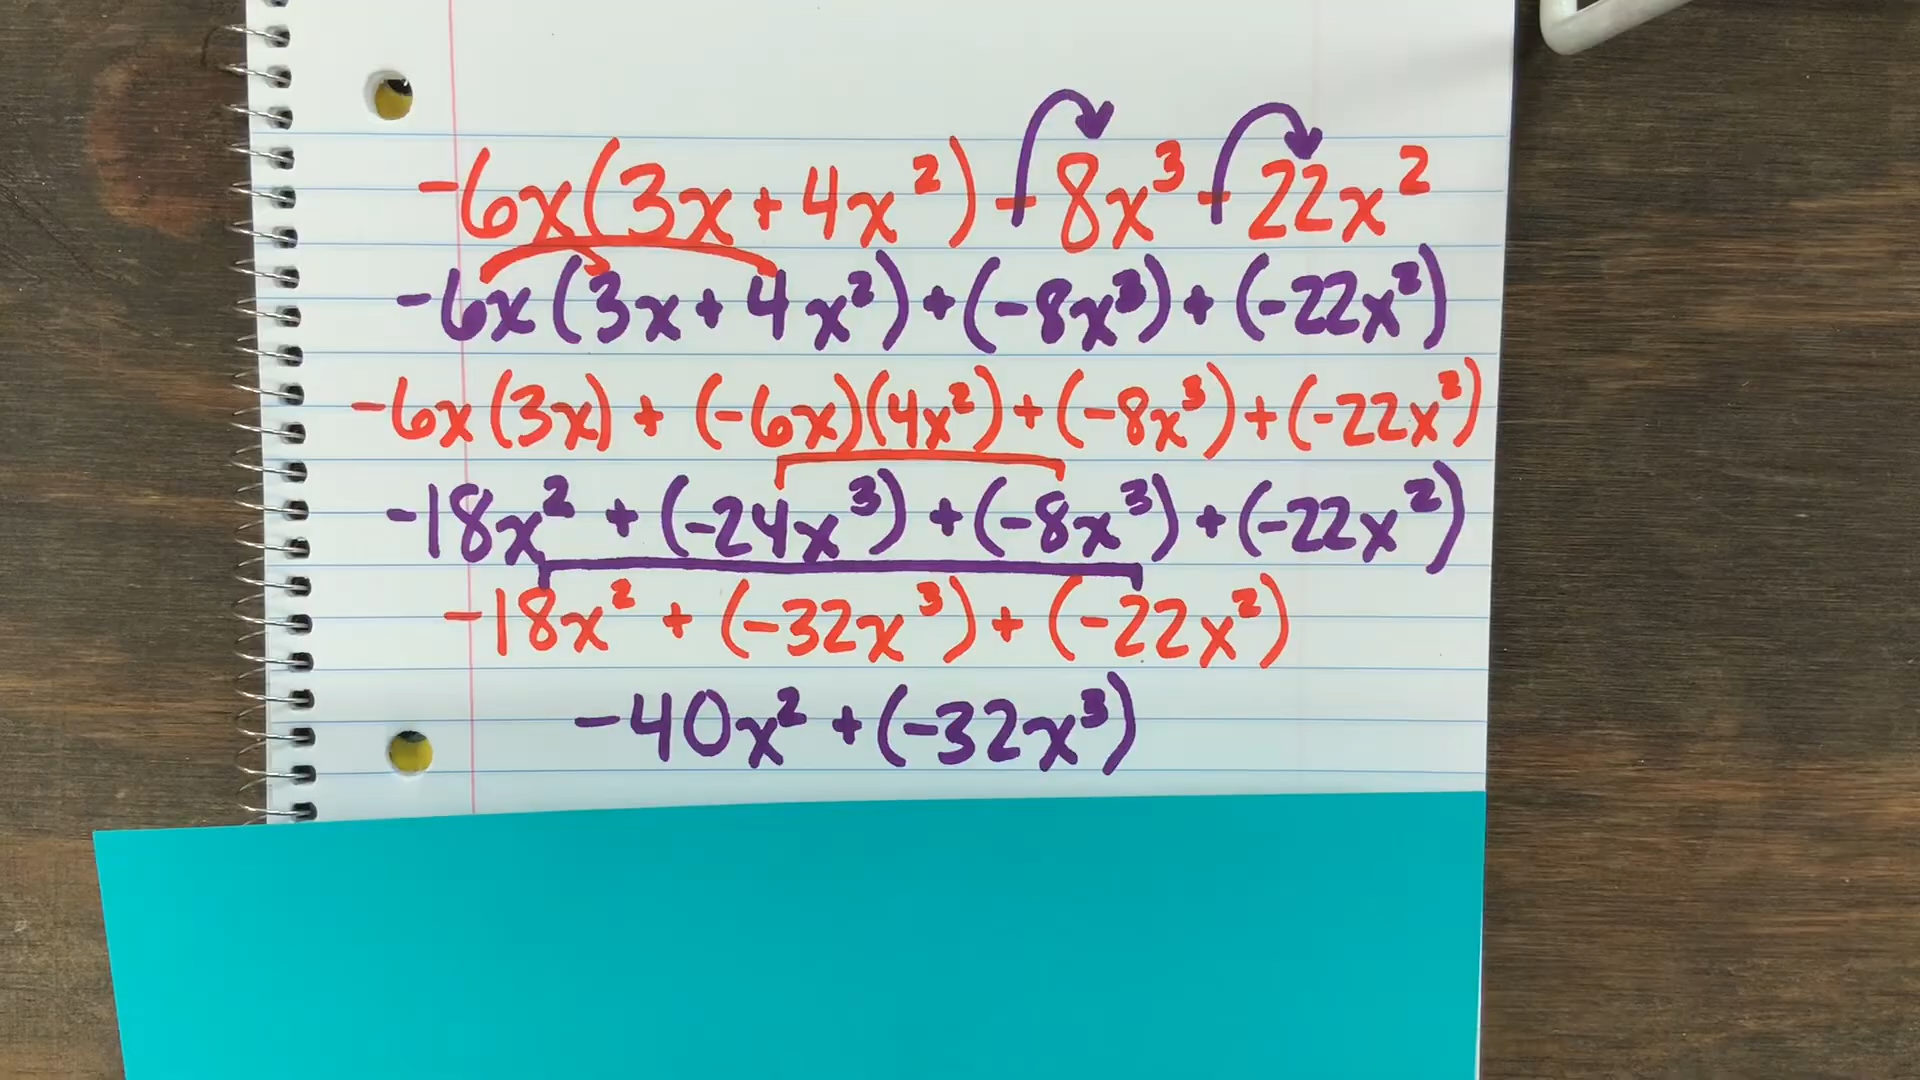 -6x(3x+4x²)-8x³-22x²
-6x(3x+4x²)+(-8x³)+(-22x²)
-6x(3x)+(-6x)(4x²)+(-8x³)+(-22x²)
-18x²+(-24x³)+(-8x³)+(-22x²)
-18x²+(-32x³)+(-22x²)
-40x²+(-32x³)